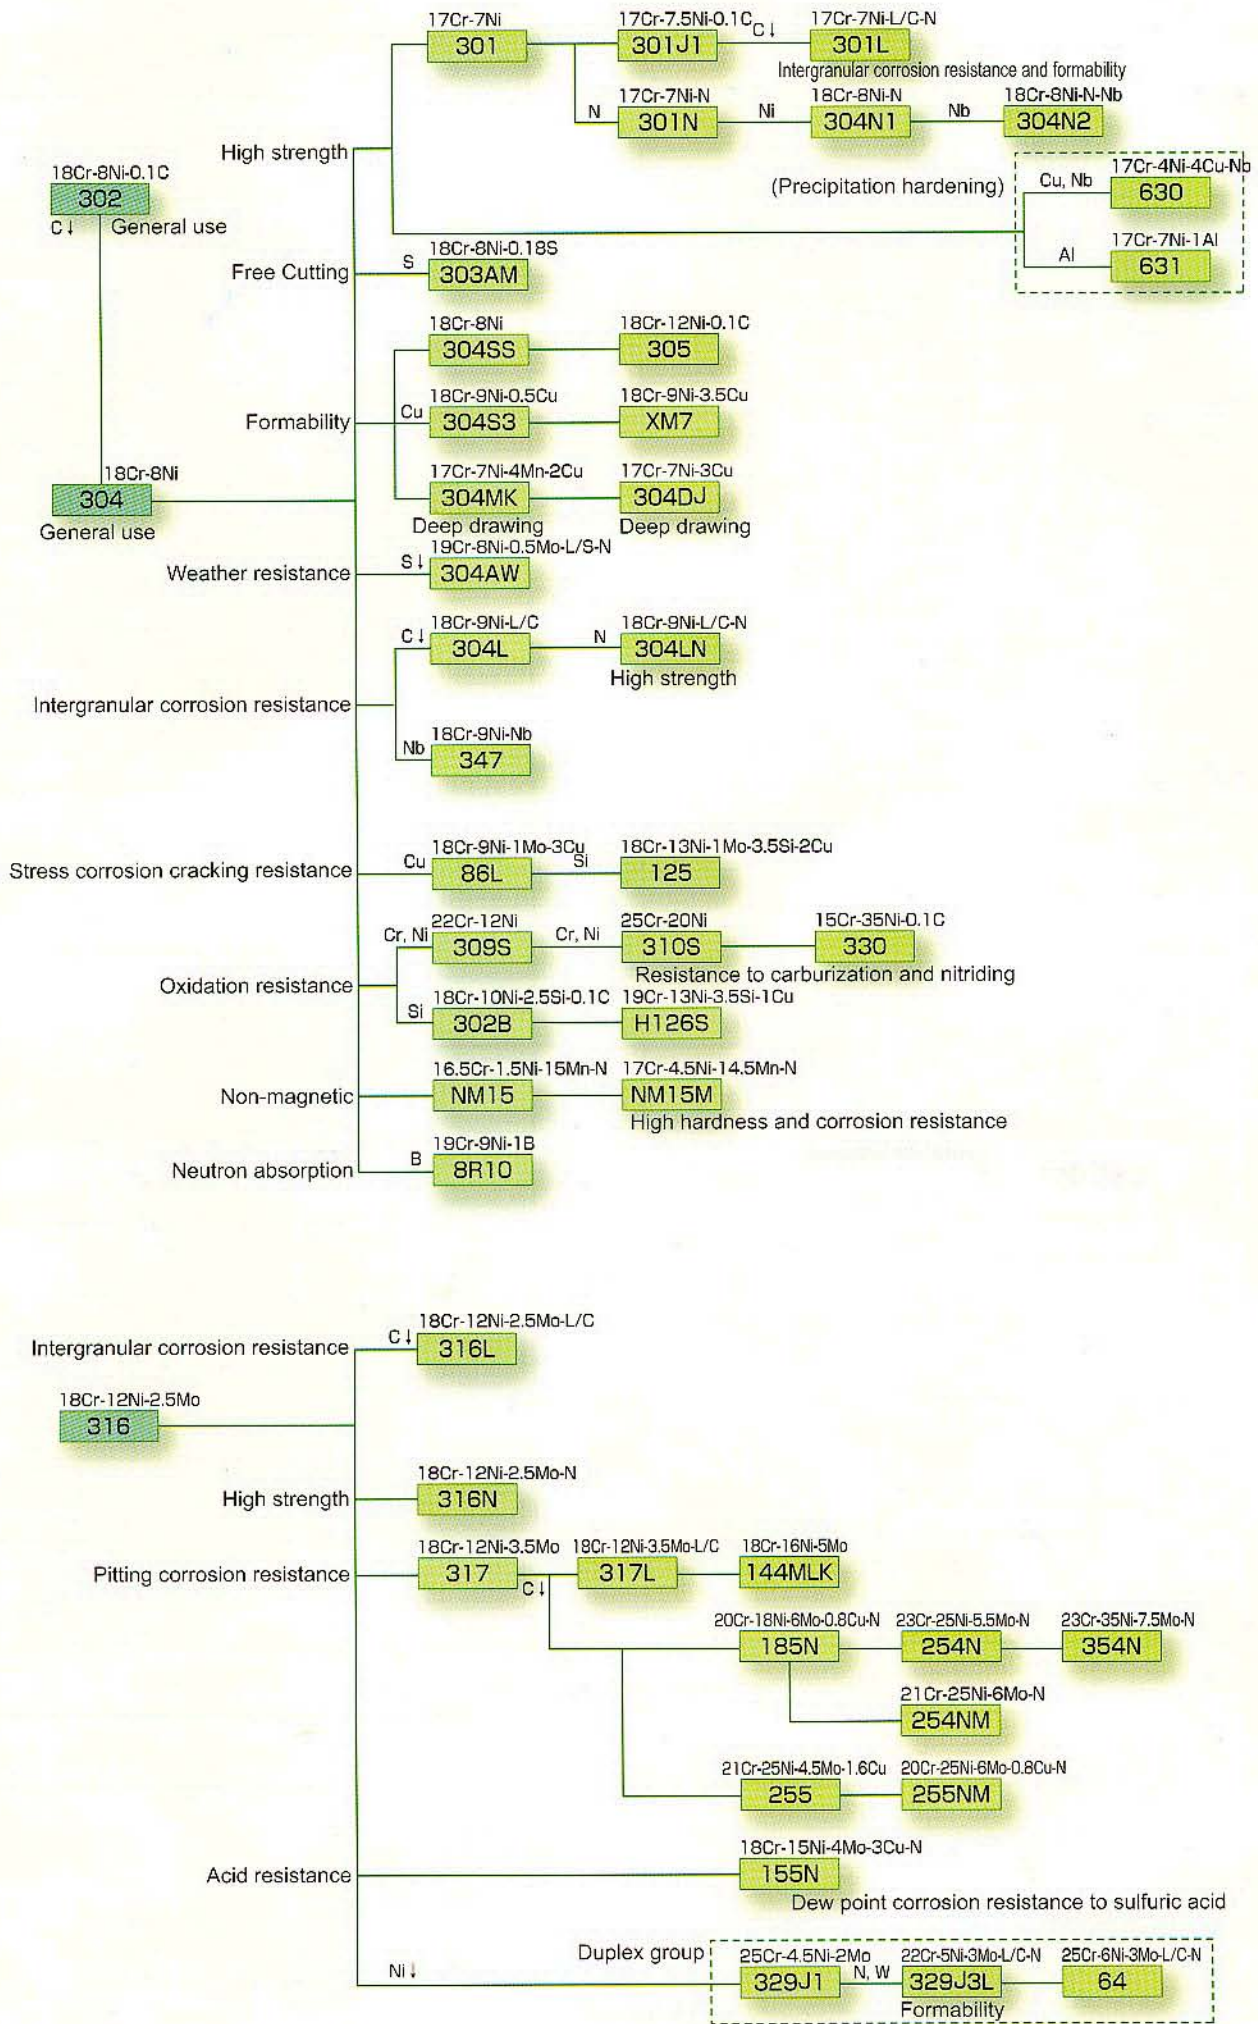 17Cr-7Ni
301
17Cr-7.5Ni-0.1C
301J1
C↓
17Cr-7Ni-L/C-N
301L
Intergranular corrosion resistance and formability
N
17Cr-7Ni-N
301N
Ni
18Cr-8Ni-N
304N1
Nb
18Cr-8Ni-N-Nb
304N2
High strength
(Precipitation hardening)
Cu, Nb
17Cr-4Ni-4Cu-Nb
630
Al
17Cr-7Ni-1Al
631
18Cr-8Ni-0.1C
302
C↓
General use
Free Cutting
S
18Cr-8Ni-0.18S
303AM
18Cr-8Ni
304SS
18Cr-12Ni-0.1C
305
Formability
Cu
18Cr-9Ni-0.5Cu
304S3
18Cr-9Ni-3.5Cu
XM7
17Cr-7Ni-4Mn-2Cu
304MK
Deep drawing
17Cr-7Ni-3Cu
304DJ
Deep drawing
18Cr-8Ni
304
General use
Weather resistance
S↓
19Cr-8Ni-0.5Mo-L/S-N
304AW
C↓
18Cr-9Ni-L/C
304L
N
18Cr-9Ni-L/C-N
304LN
High strength
Intergranular corrosion resistance
Nb
18Cr-9Ni-Nb
347
Stress corrosion cracking resistance
Cu
18Cr-9Ni-1Mo-3Cu
86L
Si
18Cr-13Ni-1Mo-3.5Si-2Cu
125
Cr, Ni
22Cr-12Ni
309S
Cr, Ni
25Cr-20Ni
310S
15Cr-35Ni-0.1C
330
Resistance to carburization and nitriding
Oxidation resistance
Si
18Cr-10Ni-2.5Si-0.1C
302B
19Cr-13Ni-3.5Si-1Cu
H126S
Non-magnetic
16.5Cr-1.5Ni-15Mn-N
NM15
17Cr-4.5Ni-14.5Mn-N
NM15M
High hardness and corrosion resistance
Neutron absorption
B
19Cr-9Ni-1B
8R10
Intergranular corrosion resistance
C↓
18Cr-12Ni-2.5Mo-L/C
316L
18Cr-12Ni-2.5Mo
316
High strength
18Cr-12Ni-2.5Mo-N
316N
Pitting corrosion resistance
18Cr-12Ni-3.5Mo
317
C↓
18Cr-12Ni-3.5Mo-L/C
317L
18Cr-16Ni-5Mo
144MLK
20Cr-18Ni-6Mo-0.8Cu-N
185N
23Cr-25Ni-5.5Mo-N
254N
23Cr-35Ni-7.5Mo-N
354N
21Cr-25Ni-6Mo-N
254NM
21Cr-25Ni-4.5Mo-1.6Cu
255
20Cr-25Ni-6Mo-0.8Cu-N
255NM
Acid resistance
18Cr-15Ni-4Mo-3Cu-N
155N
Dew point corrosion resistance to sulfuric acid
Duplex group
Ni↓
25Cr-4.5Ni-2Mo
329J1
N, W
22Cr-5Ni-3Mo-L/C-N
329J3L
Formability
25Cr-6Ni-3Mo-L/C-N
64